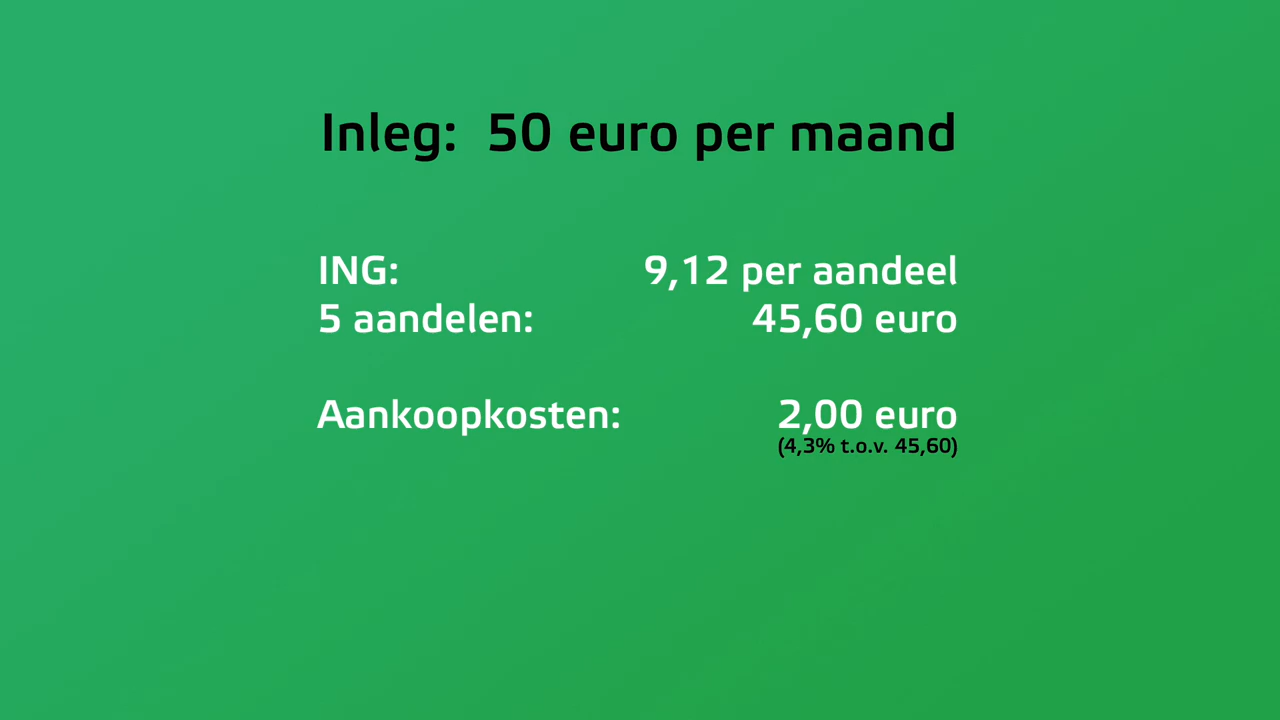 Inleg: 50 euro per maand
ING: 9,12 per aandeel
5 aandelen: 45,60 euro
Aankoopkosten: 2,00 euro
(4,3% t.o.v. 45,60)